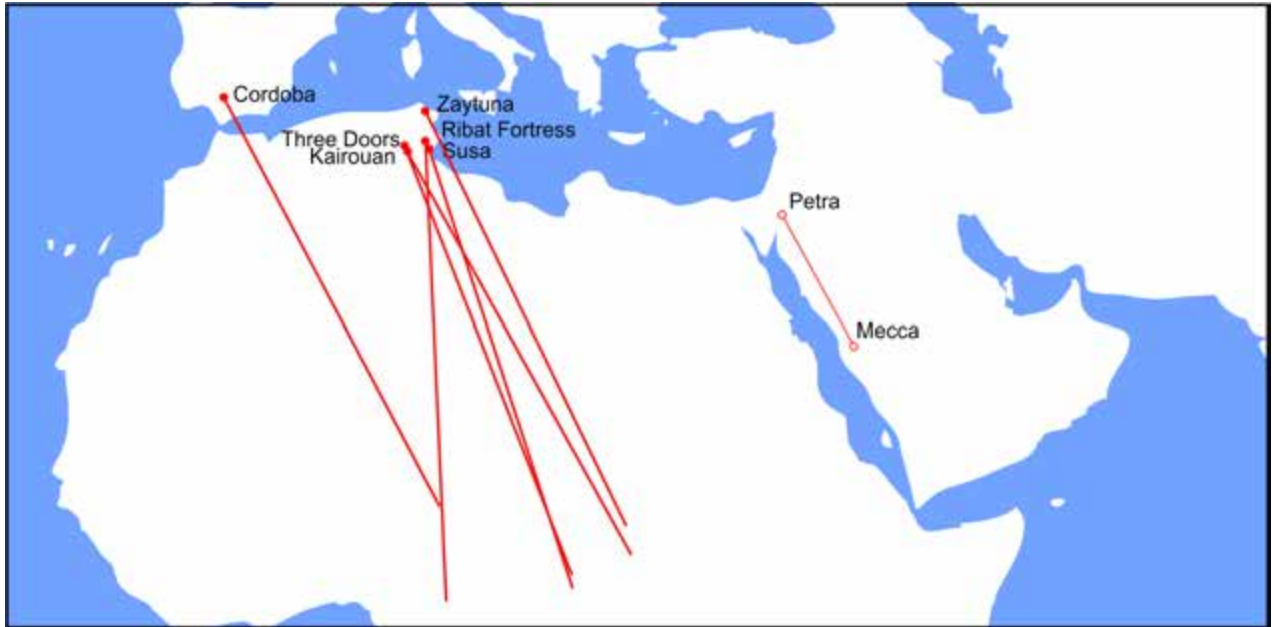 Cordoba
Zaytuna
Ribat Fortress
Three Doors
Susa
Kairouan
Petra
Mecca